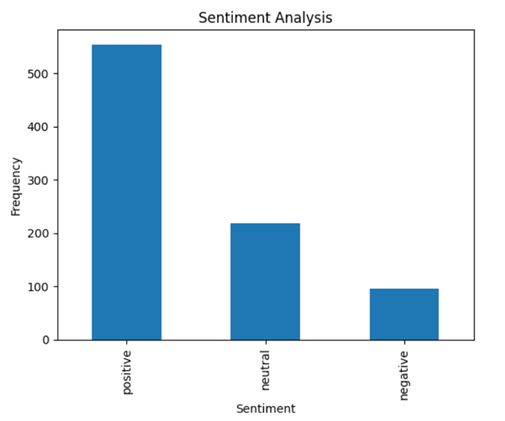 Sentiment Analysis
Frequency
500
400
300
200
100
0
positive
neutral
negative
Sentiment